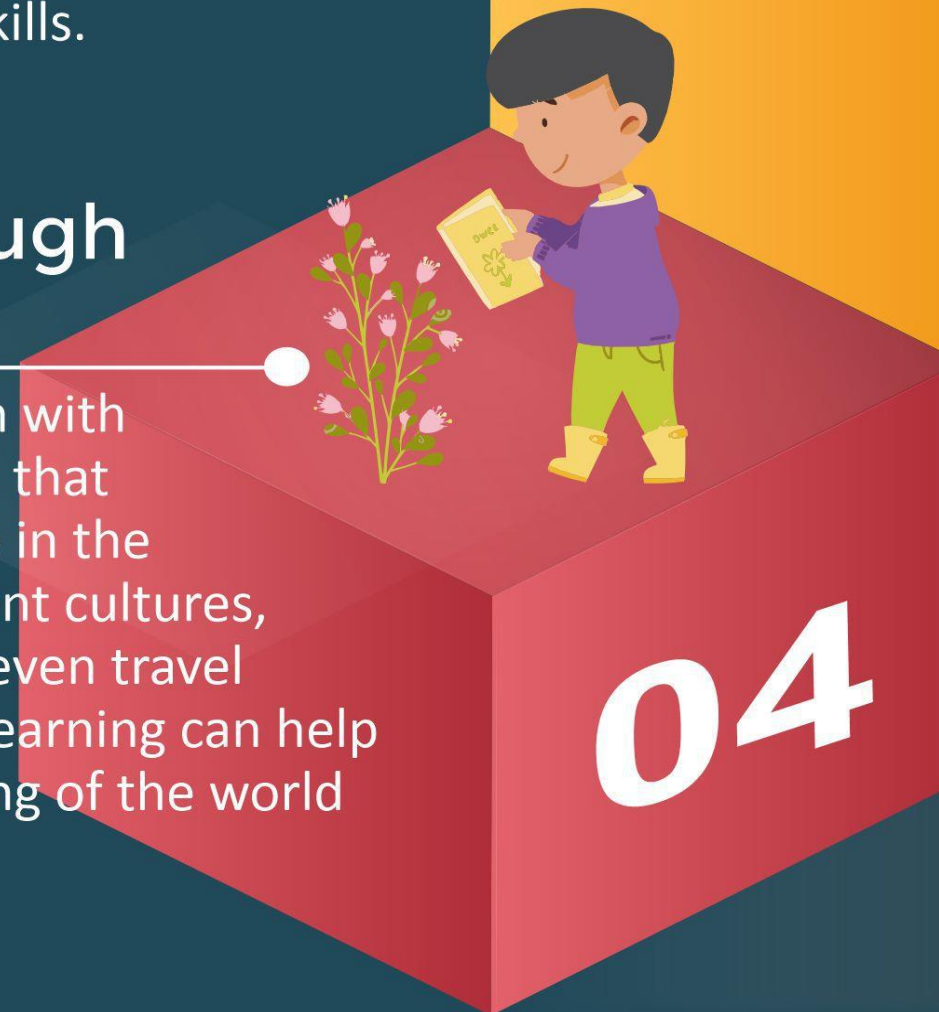 kills.
ugh
n with
that
in the
nt cultures,
even travel
earning can help
ng of the world
04